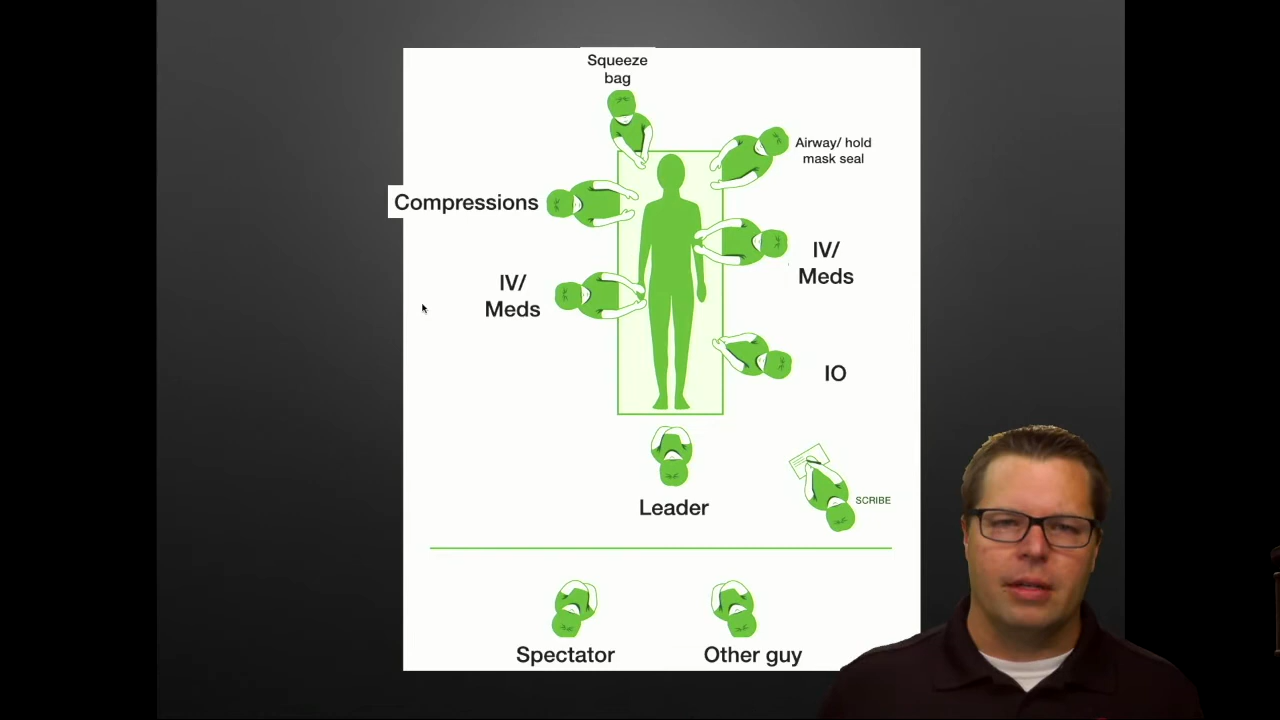 Squeeze
bag
Airway/ hold
mask seal
Compressions
IV/
Meds
IV/
Meds
IO
Leader
SCRIBE
Spectator
Other guy